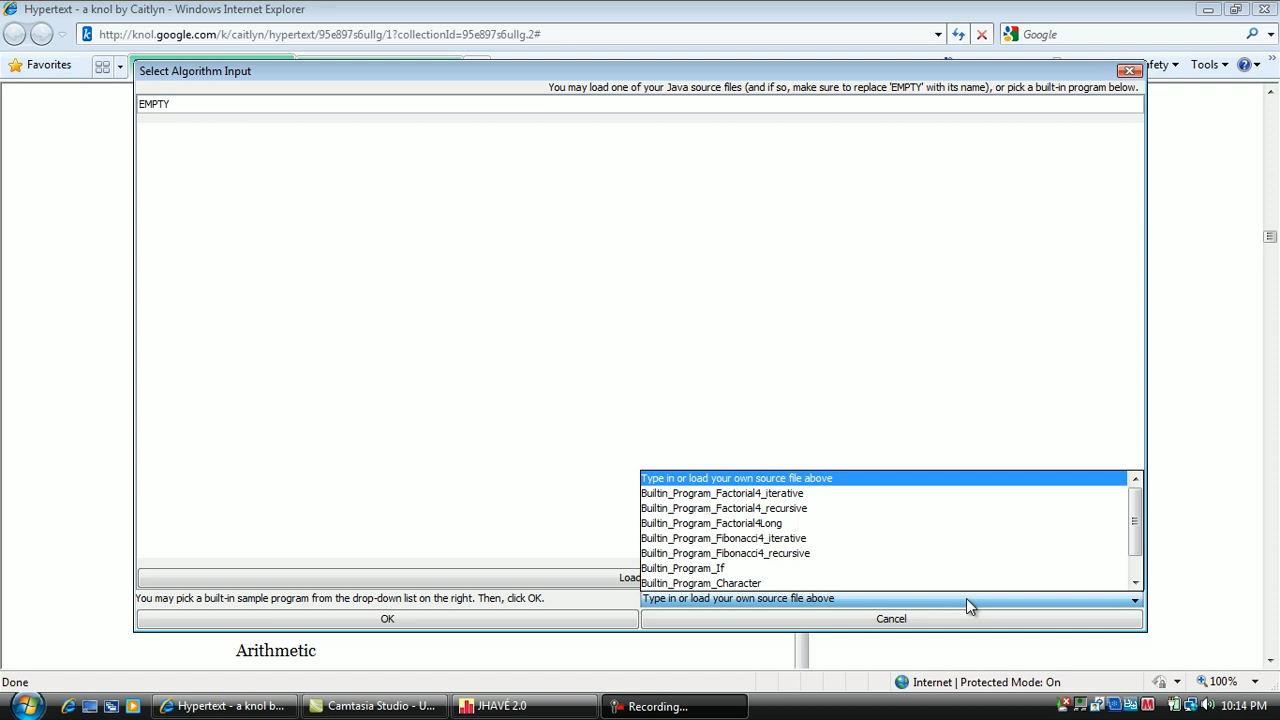 Hypertext - a knol by Caitlyn - Windows Internet Explorer
http://knol.google.com/k/caitlyn/hypertext/95e897s6ullg/1?collectionId=95e897s6ullg.2#
Google
Favorites
Tools
Select Algorithm Input
You may load one of your Java source files (and if so, make sure to replace 'EMPTY' with its name), or pick a built-in program below.
EMPTY
Type in or load your own source file above
Builtin_Program_Factorial4_iterative
Builtin_Program_Factorial4_recursive
Builtin_Program_Factorial4Long
Builtin_Program_Fibonacci4_iterative
Builtin_Program_Fibonacci4_recursive
Builtin_Program_If
Builtin_Program_Character
You may pick a built-in sample program from the drop-down list on the right. Then, click OK.
Type in or load your own source file above
OK
Cancel
Arithmetic
Done
Internet | Protected Mode: On
100%
Hypertext - a knol b...
Camtasia Studio - U...
JHAVÉ 2.0
Recording...
10:14 PM